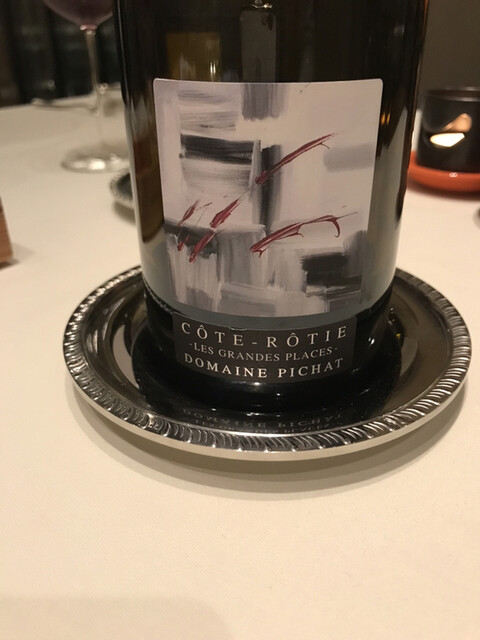 CÔTE-RÔTIE
-LES GRANDES PLACES-
DOMAINE PICHAT